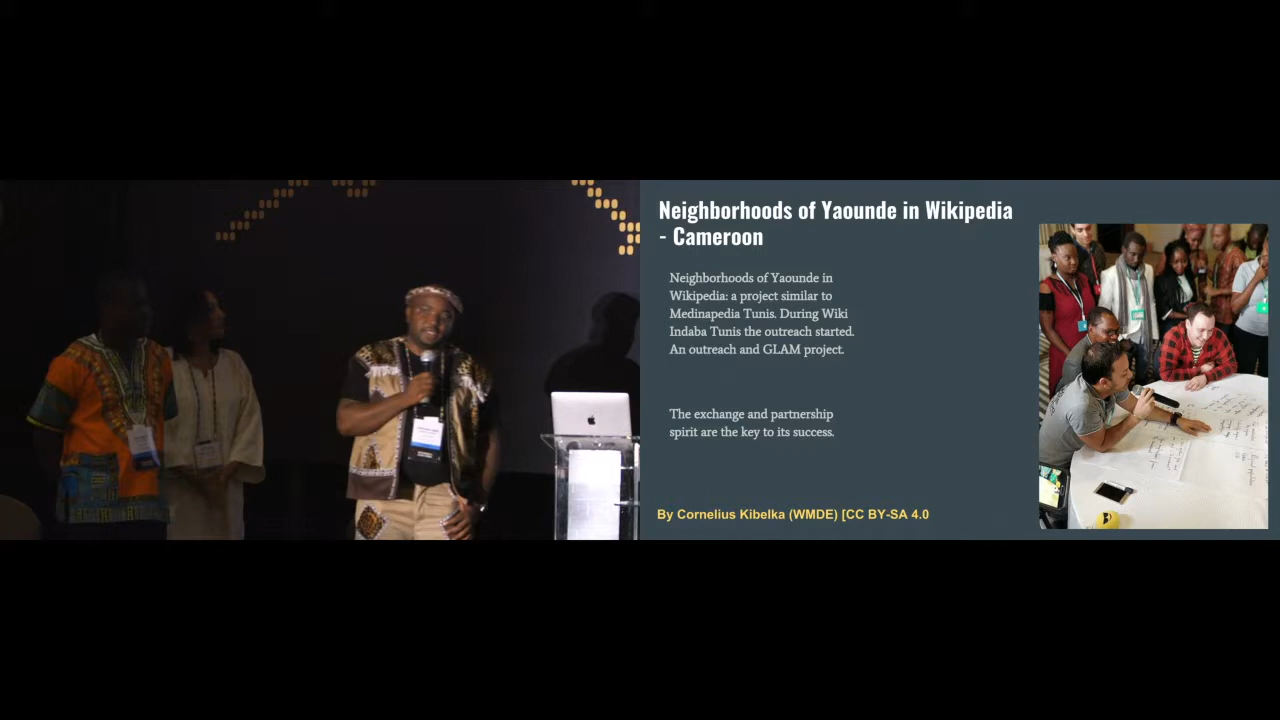 Neighborhoods of Yaounde in Wikipedia
- Cameroon
Neighborhoods of Yaounde in
Wikipedia: a project similar to
Medinapedia Tunis. During Wiki
Indaba Tunis the outreach started.
An outreach and GLAM project.
The exchange and partnership
spirit are the key to its success.
By Cornelius Kibelka (WMDE) [CC BY-SA 4.0